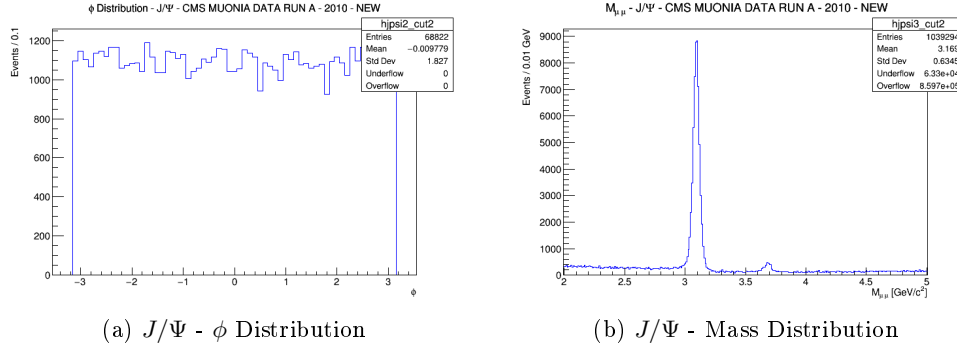 ϕ Distribution - J/Ψ - CMS MUONIA DATA RUN A - 2010 - NEW
hjpsi2_cut2
Entries 68822
Mean −0.009779
Std Dev 1.827
Underflow 0
Overflow 0
Events / 0.1
1200
1000
800
600
400
200
0
−3 −2 −1 0 1 2 3
ϕ
(a) J/Ψ - ϕ Distribution
M_{μμ} - J/Ψ - CMS MUONIA DATA RUN A - 2010 - NEW
hjpsi3_cut2
Entries 1039294
Mean 3.169
Std Dev 0.6345
Underflow 6.33e+04
Overflow 8.597e+05
Events / 0.01 GeV
9000
8000
7000
6000
5000
4000
3000
2000
1000
0
2 2.5 3 3.5 4 4.5 5
M_{μμ} [GeV/c²]
(b) J/Ψ - Mass Distribution